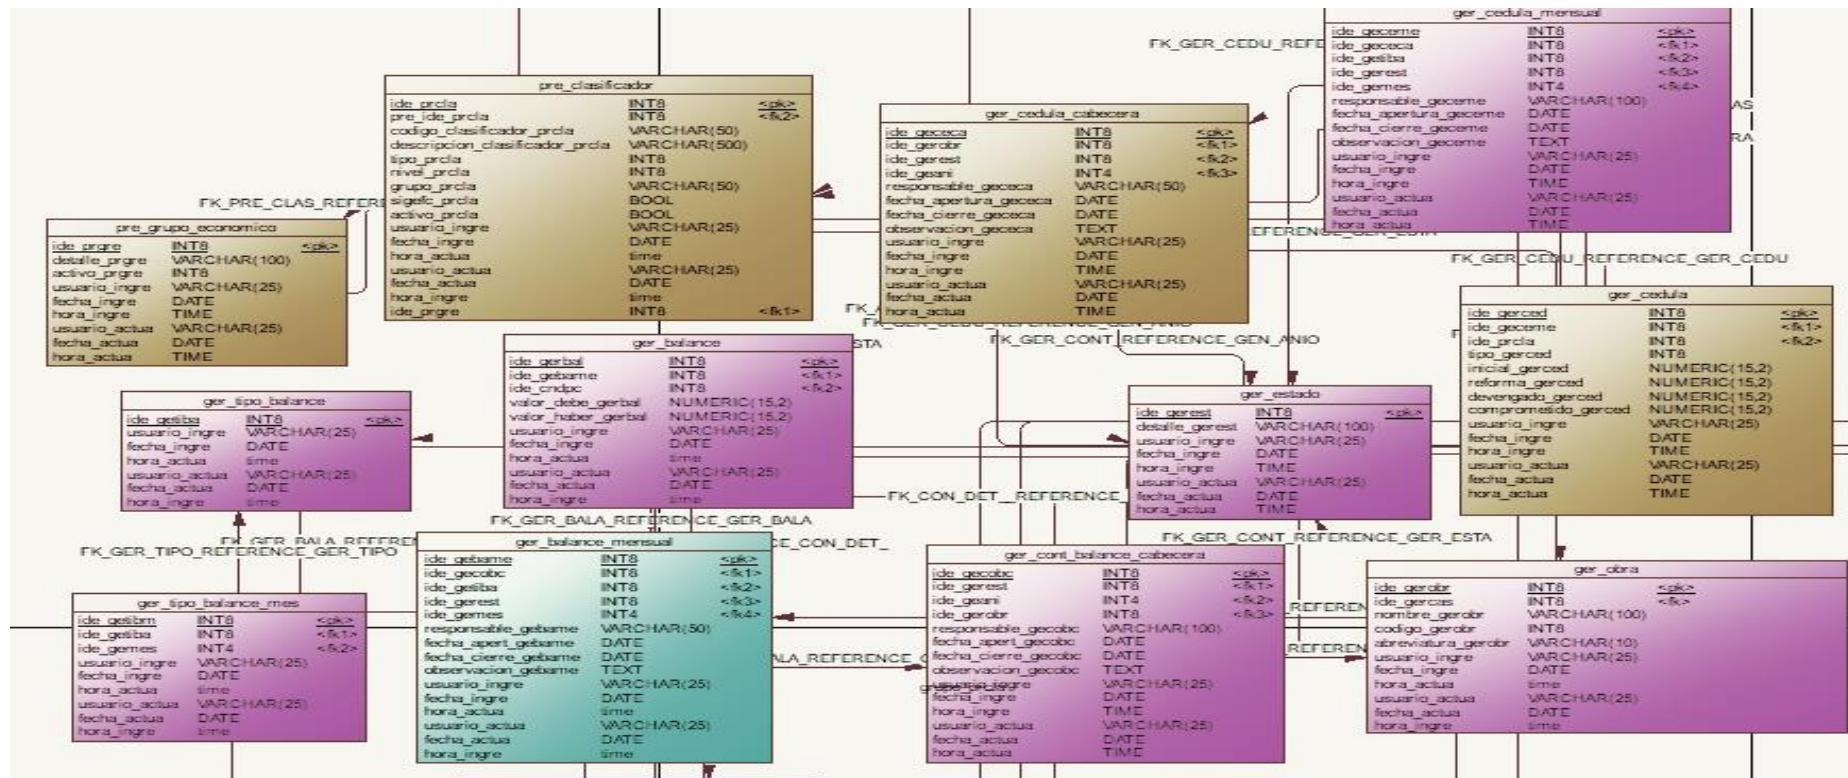 ger_cedula_mensual
ide_geceme INT8 <pk>
ide_gececa INT8 <fk1>
ide_getiba INT8 <fk2>
ide_gerest INT8 <fk3>
ide_gemes INT4 <fk4>
responsable_geceme VARCHAR(100)
fecha_apertura_geceme DATE
fecha_cierre_geceme DATE
observacion_geceme TEXT
usuario_ingre VARCHAR(25)
fecha_ingre DATE
hora_ingre TIME
usuario_actua VARCHAR(25)
fecha_actua DATE
hora_actua TIME
FK_GER_CEDU_REFE
AS
RA
pre_clasificador
ide_prcla INT8 <pk>
pre_ide_prcla INT8 <fk2>
codigo_clasificador_prcla VARCHAR(50)
descripcion_clasificador_prcla VARCHAR(500)
tipo_prcla INT8
nivel_prcla INT8
grupo_prcla VARCHAR(50)
sigefc_prcla BOOL
activo_prcla BOOL
usuario_ingre VARCHAR(25)
fecha_ingre DATE
hora_actua time
usuario_actua VARCHAR(25)
fecha_actua DATE
hora_ingre time
ide_prgre INT8 <fk1>
ger_cedula_cabecera
ide_gececa INT8 <pk>
ide_gerobr INT8 <fk1>
ide_gerest INT8 <fk2>
ide_geani INT4 <fk3>
responsable_gececa VARCHAR(50)
fecha_apertura_gececa DATE
fecha_cierre_gececa DATE
observacion_gececa TEXT
usuario_ingre VARCHAR(25)
fecha_ingre DATE
hora_ingre TIME
usuario_actua VARCHAR(25)
fecha_actua DATE
hora_actua TIME
FK_PRE_CLAS_REFERE
pre_grupo_economico
ide_prgre INT8 <pk>
detalle_prgre VARCHAR(100)
activo_prgre INT8
usuario_ingre VARCHAR(25)
fecha_ingre DATE
hora_ingre TIME
usuario_actua VARCHAR(25)
fecha_actua DATE
hora_actua TIME
EFERENCE_GER_ESTA
FK_GER_CEDU_REFERENCE_GER_CEDU
ger_cedula
ide_gerced INT8 <pk>
ide_geceme INT8 <fk1>
ide_prcla INT8 <fk2>
tipo_gerced INT8
inicial_gerced NUMERIC(15,2)
reforma_gerced NUMERIC(15,2)
devengado_gerced NUMERIC(15,2)
comprometido_gerced NUMERIC(15,2)
usuario_ingre VARCHAR(25)
fecha_ingre DATE
hora_ingre TIME
usuario_actua VARCHAR(25)
fecha_actua DATE
hora_actua TIME
FK_GER_CEDU_REFERENCE_GEN_ANIO
FK_GER_CONT_REFERENCE_GEN_ANIO
STA
ger_balance
ide_gerbal INT8 <pk>
ide_gebame INT8 <fk1>
ide_cndpc INT8 <fk2>
valor_debe_gerbal NUMERIC(15,2)
valor_haber_gerbal NUMERIC(15,2)
usuario_ingre VARCHAR(25)
fecha_ingre DATE
hora_actua time
usuario_actua VARCHAR(25)
fecha_actua DATE
hora_ingre time
ger_tipo_balance
ide_getiba INT8 <pk>
usuario_ingre VARCHAR(25)
fecha_ingre DATE
hora_actua time
usuario_actua VARCHAR(25)
fecha_actua DATE
hora_ingre time
ger_estado
ide_gerest INT8 <pk>
detalle_gerest VARCHAR(100)
usuario_ingre VARCHAR(25)
fecha_ingre DATE
hora_ingre TIME
usuario_actua VARCHAR(25)
fecha_actua DATE
hora_actua TIME
FK_CON_DET__REFERENCE_
FK_GER_BALA_REFERENCE_GER_BALA
FK_GER_BALA_REFEREN
FK_GER_TIPO_REFERENCE_GER_TIPO
CE_CON_DET_
FK_GER_CONT_REFERENCE_GER_ESTA
ger_balance_mensual
ide_gebame INT8 <pk>
ide_gecobc INT8 <fk1>
ide_getiba INT8 <fk2>
ide_gerest INT8 <fk3>
ide_gemes INT4 <fk4>
responsable_gebame VARCHAR(50)
fecha_apert_gebame DATE
fecha_cierre_gebame DATE
observacion_gebame TEXT
usuario_ingre VARCHAR(25)
fecha_ingre DATE
hora_actua time
usuario_actua VARCHAR(25)
fecha_actua DATE
hora_ingre time
ger_cont_balance_cabecera
ide_gecobc INT8 <pk>
ide_gerest INT8 <fk1>
ide_geani INT4 <fk2>
ide_gerobr INT8 <fk3>
responsable_gecobc VARCHAR(100)
fecha_apert_gecobc DATE
fecha_cierre_gecobc DATE
observacion_gecobc TEXT
usuario_ingre VARCHAR(25)
fecha_ingre DATE
hora_ingre TIME
usuario_actua VARCHAR(25)
fecha_actua DATE
hora_actua TIME
ALA_REFERENCE_
REFEREN
REFEREN
ger_obra
ide_gerobr INT8 <pk>
ide_gercas INT8 <fk>
nombre_gerobr VARCHAR(100)
codigo_gerobr INT8
abreviatura_gerobr VARCHAR(10)
usuario_ingre VARCHAR(25)
fecha_ingre DATE
hora_actua time
usuario_actua VARCHAR(25)
fecha_actua DATE
hora_ingre time
ger_tipo_balance_mes
ide_getibm INT8 <pk>
ide_getiba INT8 <fk1>
ide_gemes INT4 <fk2>
usuario_ingre VARCHAR(25)
fecha_ingre DATE
hora_actua time
usuario_actua VARCHAR(25)
fecha_actua DATE
hora_ingre time